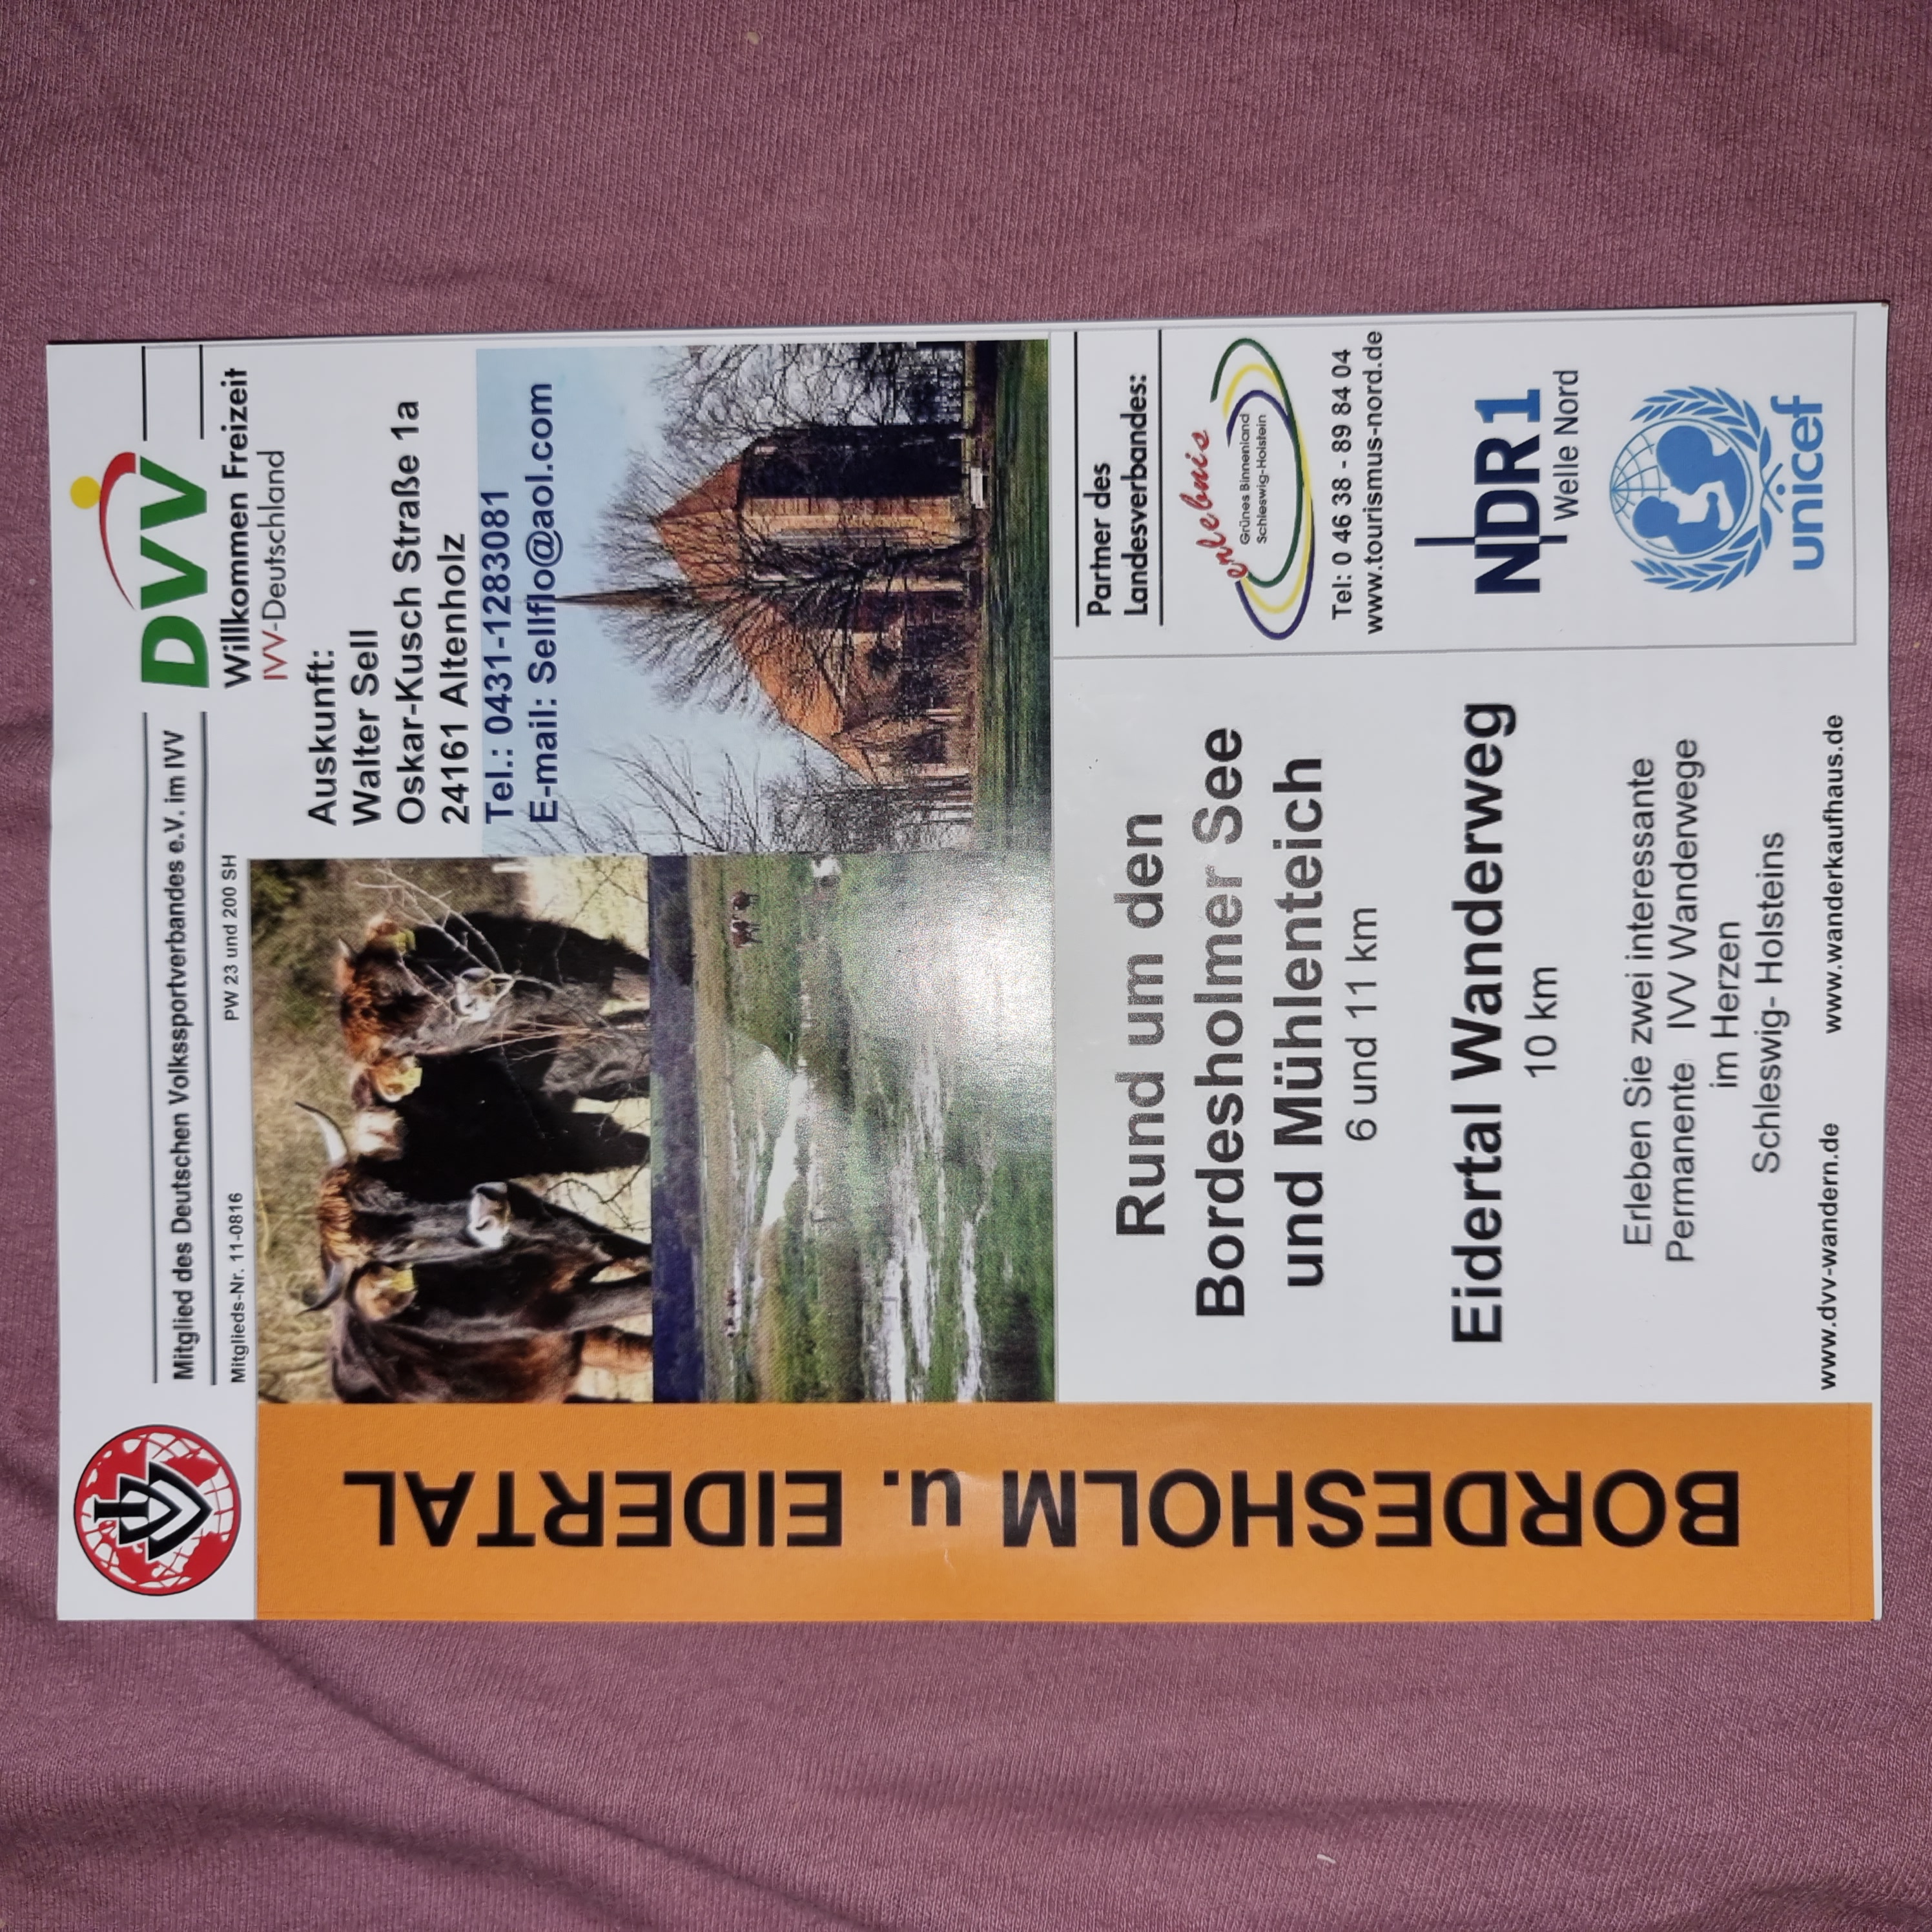 IVV
Mitglied des Deutschen Volkssportverbandes e.V. im IVV
Mitglieds-Nr. 11-0816
PW 23 und 200 SH
DVV
Willkommen Freizeit
IVV-Deutschland
Auskunft:
Walter Sell
Oskar-Kusch Straße 1a
24161 Altenholz
Tel.: 0431-1283081
E-mail: Sellflo@aol.com
BORDESHOLM u. EIDERTAL
Rund um den
Bordesholmer See
und Mühlenteich
6 und 11 km
Eidertal Wanderweg
10 km
Erleben Sie zwei interessante
Permanente IVV Wanderwege
im Herzen
Schleswig- Holsteins
www.dvv-wandern.de
www.wanderkaufhaus.de
Partner des
Landesverbandes:
erlebnis
Grünes Binnenland
Schleswig-Holstein
Tel: 0 46 38 - 89 84 04
www.tourismus-nord.de
NDR 1
Welle Nord
unicef